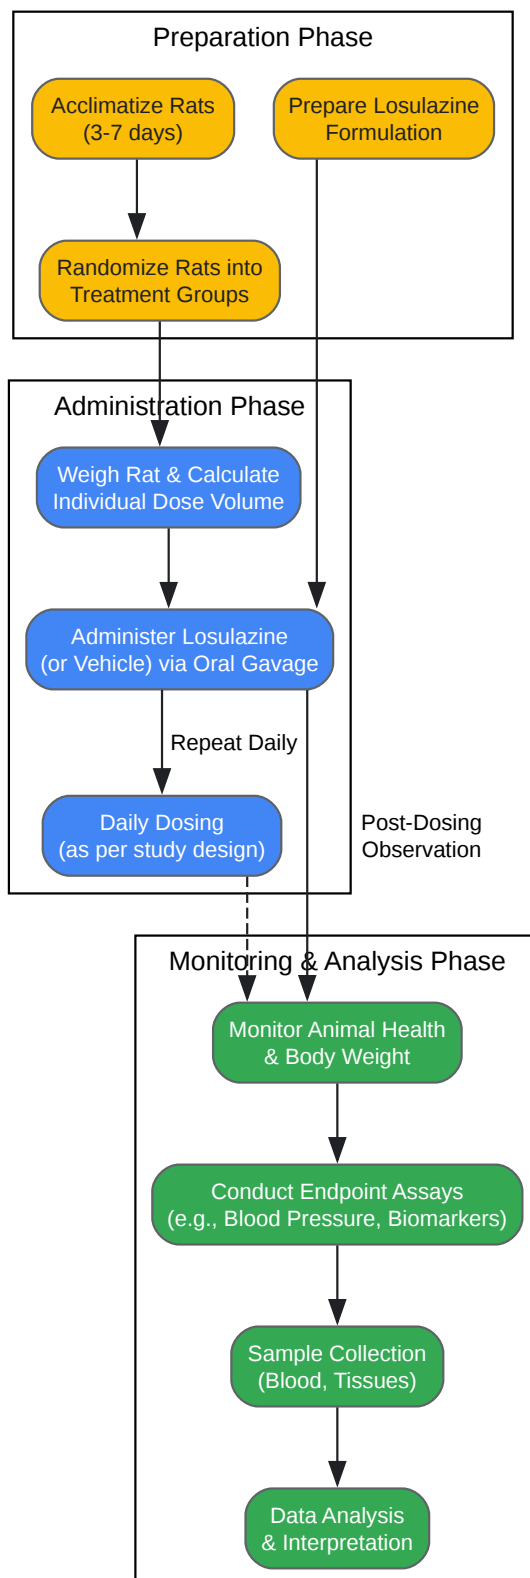 Preparation Phase
Acclimatize Rats
(3-7 days)
Prepare Losulazine
Formulation
Randomize Rats into
Treatment Groups
Administration Phase
Weigh Rat & Calculate
Individual Dose Volume
Administer Losulazine
(or Vehicle) via Oral Gavage
Repeat Daily
Daily Dosing
(as per study design)
Post-Dosing
Observation
Monitoring & Analysis Phase
Monitor Animal Health
& Body Weight
Conduct Endpoint Assays
(e.g., Blood Pressure, Biomarkers)
Sample Collection
(Blood, Tissues)
Data Analysis
& Interpretation